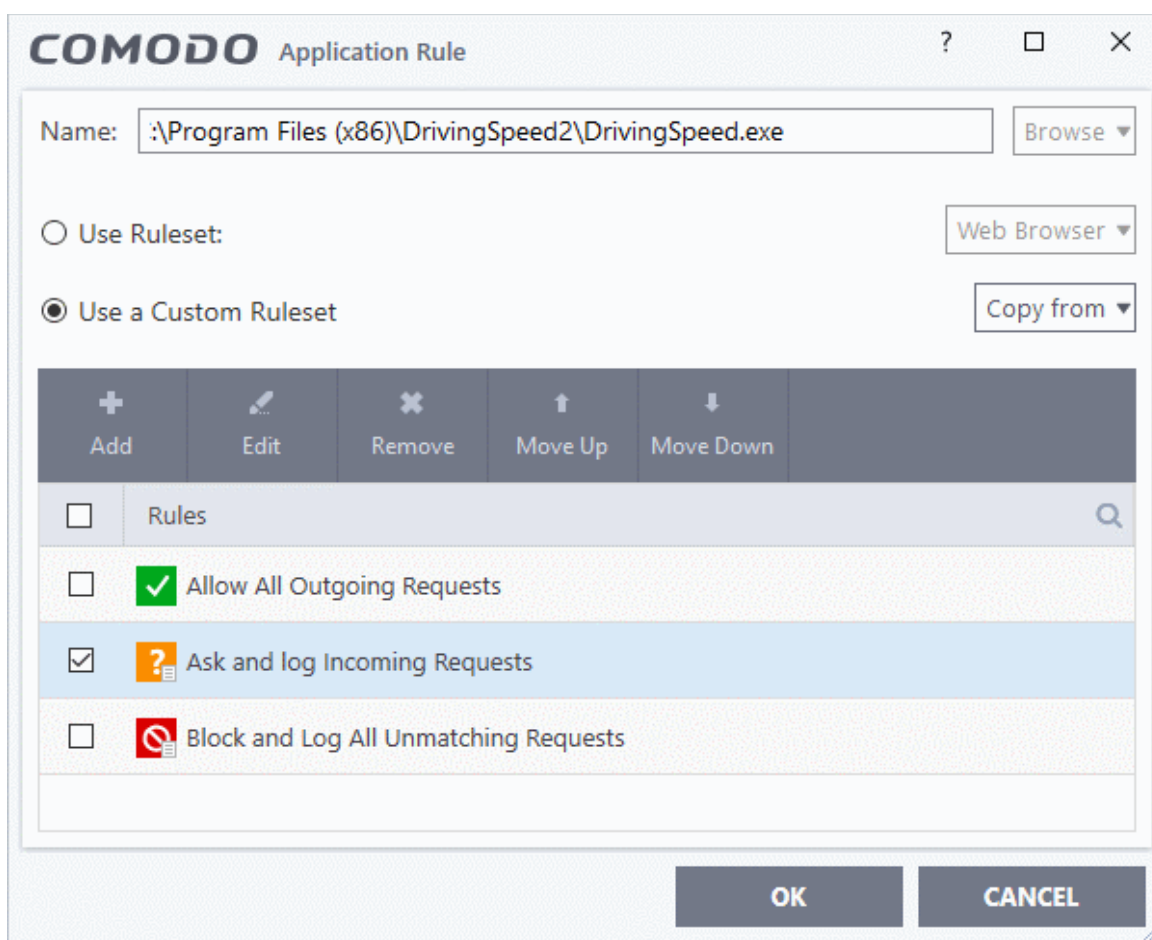 COMODO Application Rule ?
Name: :\Program Files (x86)\DrivingSpeed2\DrivingSpeed.exe Browse
Use Ruleset: Web Browser
Use a Custom Ruleset Copy from
Add Edit Remove Move Up Move Down
Rules
Allow All Outgoing Requests
? Ask and log Incoming Requests
Block and Log All Unmatching Requests
OK CANCEL